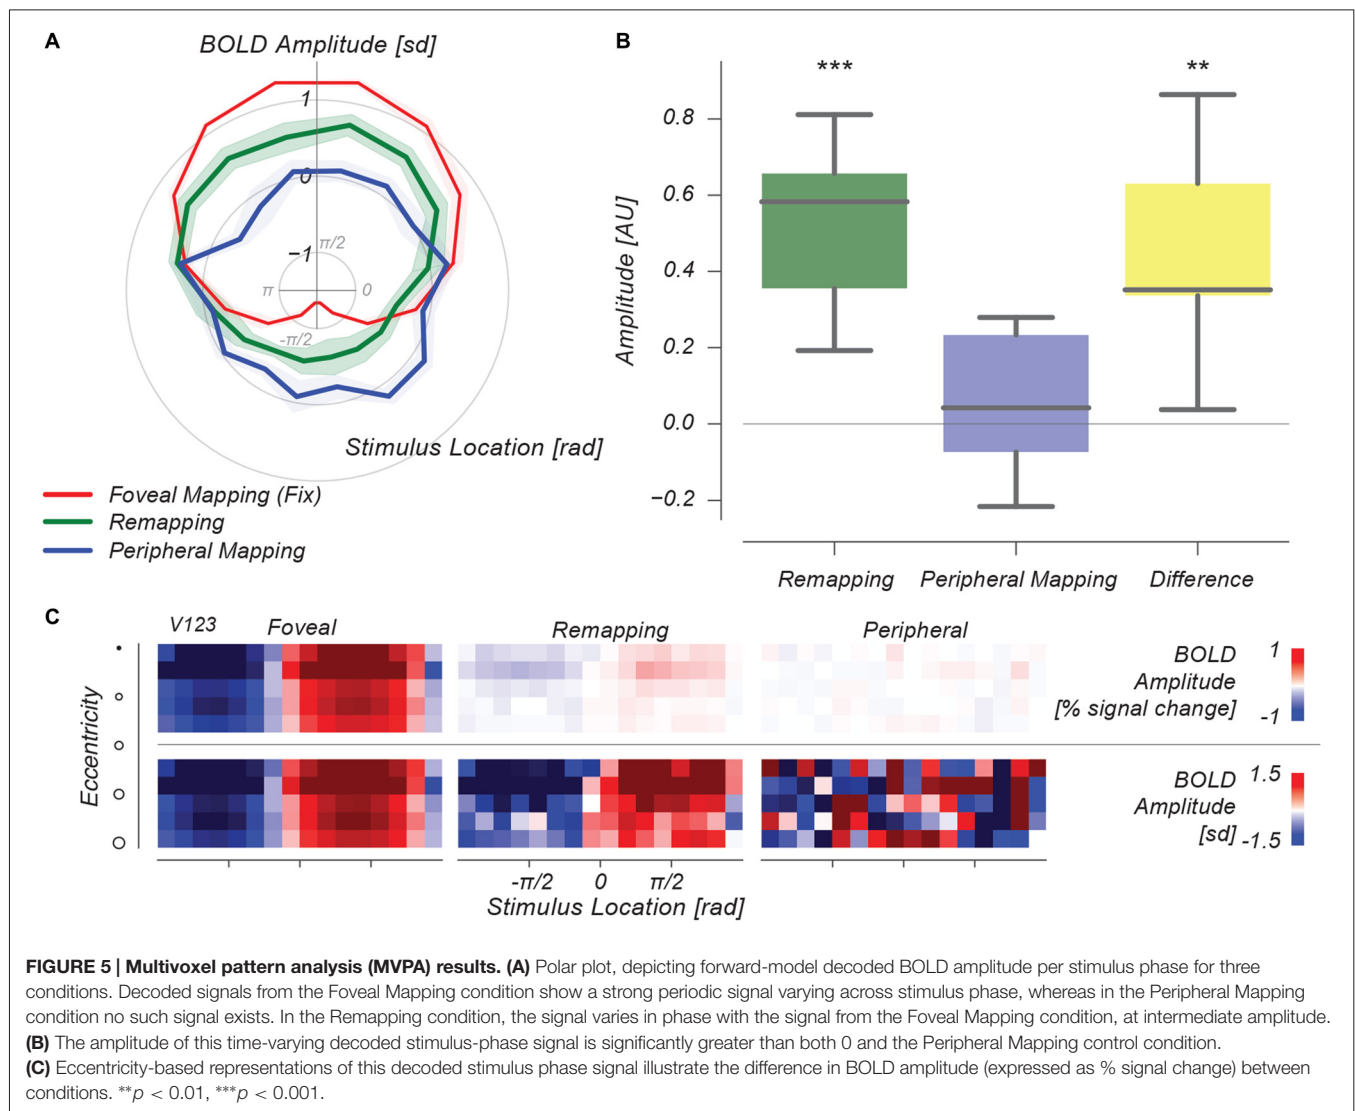 A
BOLD Amplitude [sd]
1
0
−1
π/2
π
0
-π/2
Stimulus Location [rad]
Foveal Mapping (Fix)
Remapping
Peripheral Mapping
B
***
**
Amplitude [AU]
0.8
0.6
0.4
0.2
0.0
−0.2
Remapping
Peripheral Mapping
Difference
C
V123
Foveal
Remapping
Peripheral
Eccentricity
BOLD
Amplitude
[% signal change]
1
-1
BOLD
Amplitude
[sd]
1.5
-1.5
-π/2
0
π/2
Stimulus Location [rad]
FIGURE 5 | Multivoxel pattern analysis (MVPA) results. (A) Polar plot, depicting forward-model decoded BOLD amplitude per stimulus phase for three
conditions. Decoded signals from the Foveal Mapping condition show a strong periodic signal varying across stimulus phase, whereas in the Peripheral Mapping
condition no such signal exists. In the Remapping condition, the signal varies in phase with the signal from the Foveal Mapping condition, at intermediate amplitude.
(B) The amplitude of this time-varying decoded stimulus-phase signal is significantly greater than both 0 and the Peripheral Mapping control condition.
(C) Eccentricity-based representations of this decoded stimulus phase signal illustrate the difference in BOLD amplitude (expressed as % signal change) between
conditions. **p < 0.01, ***p < 0.001.